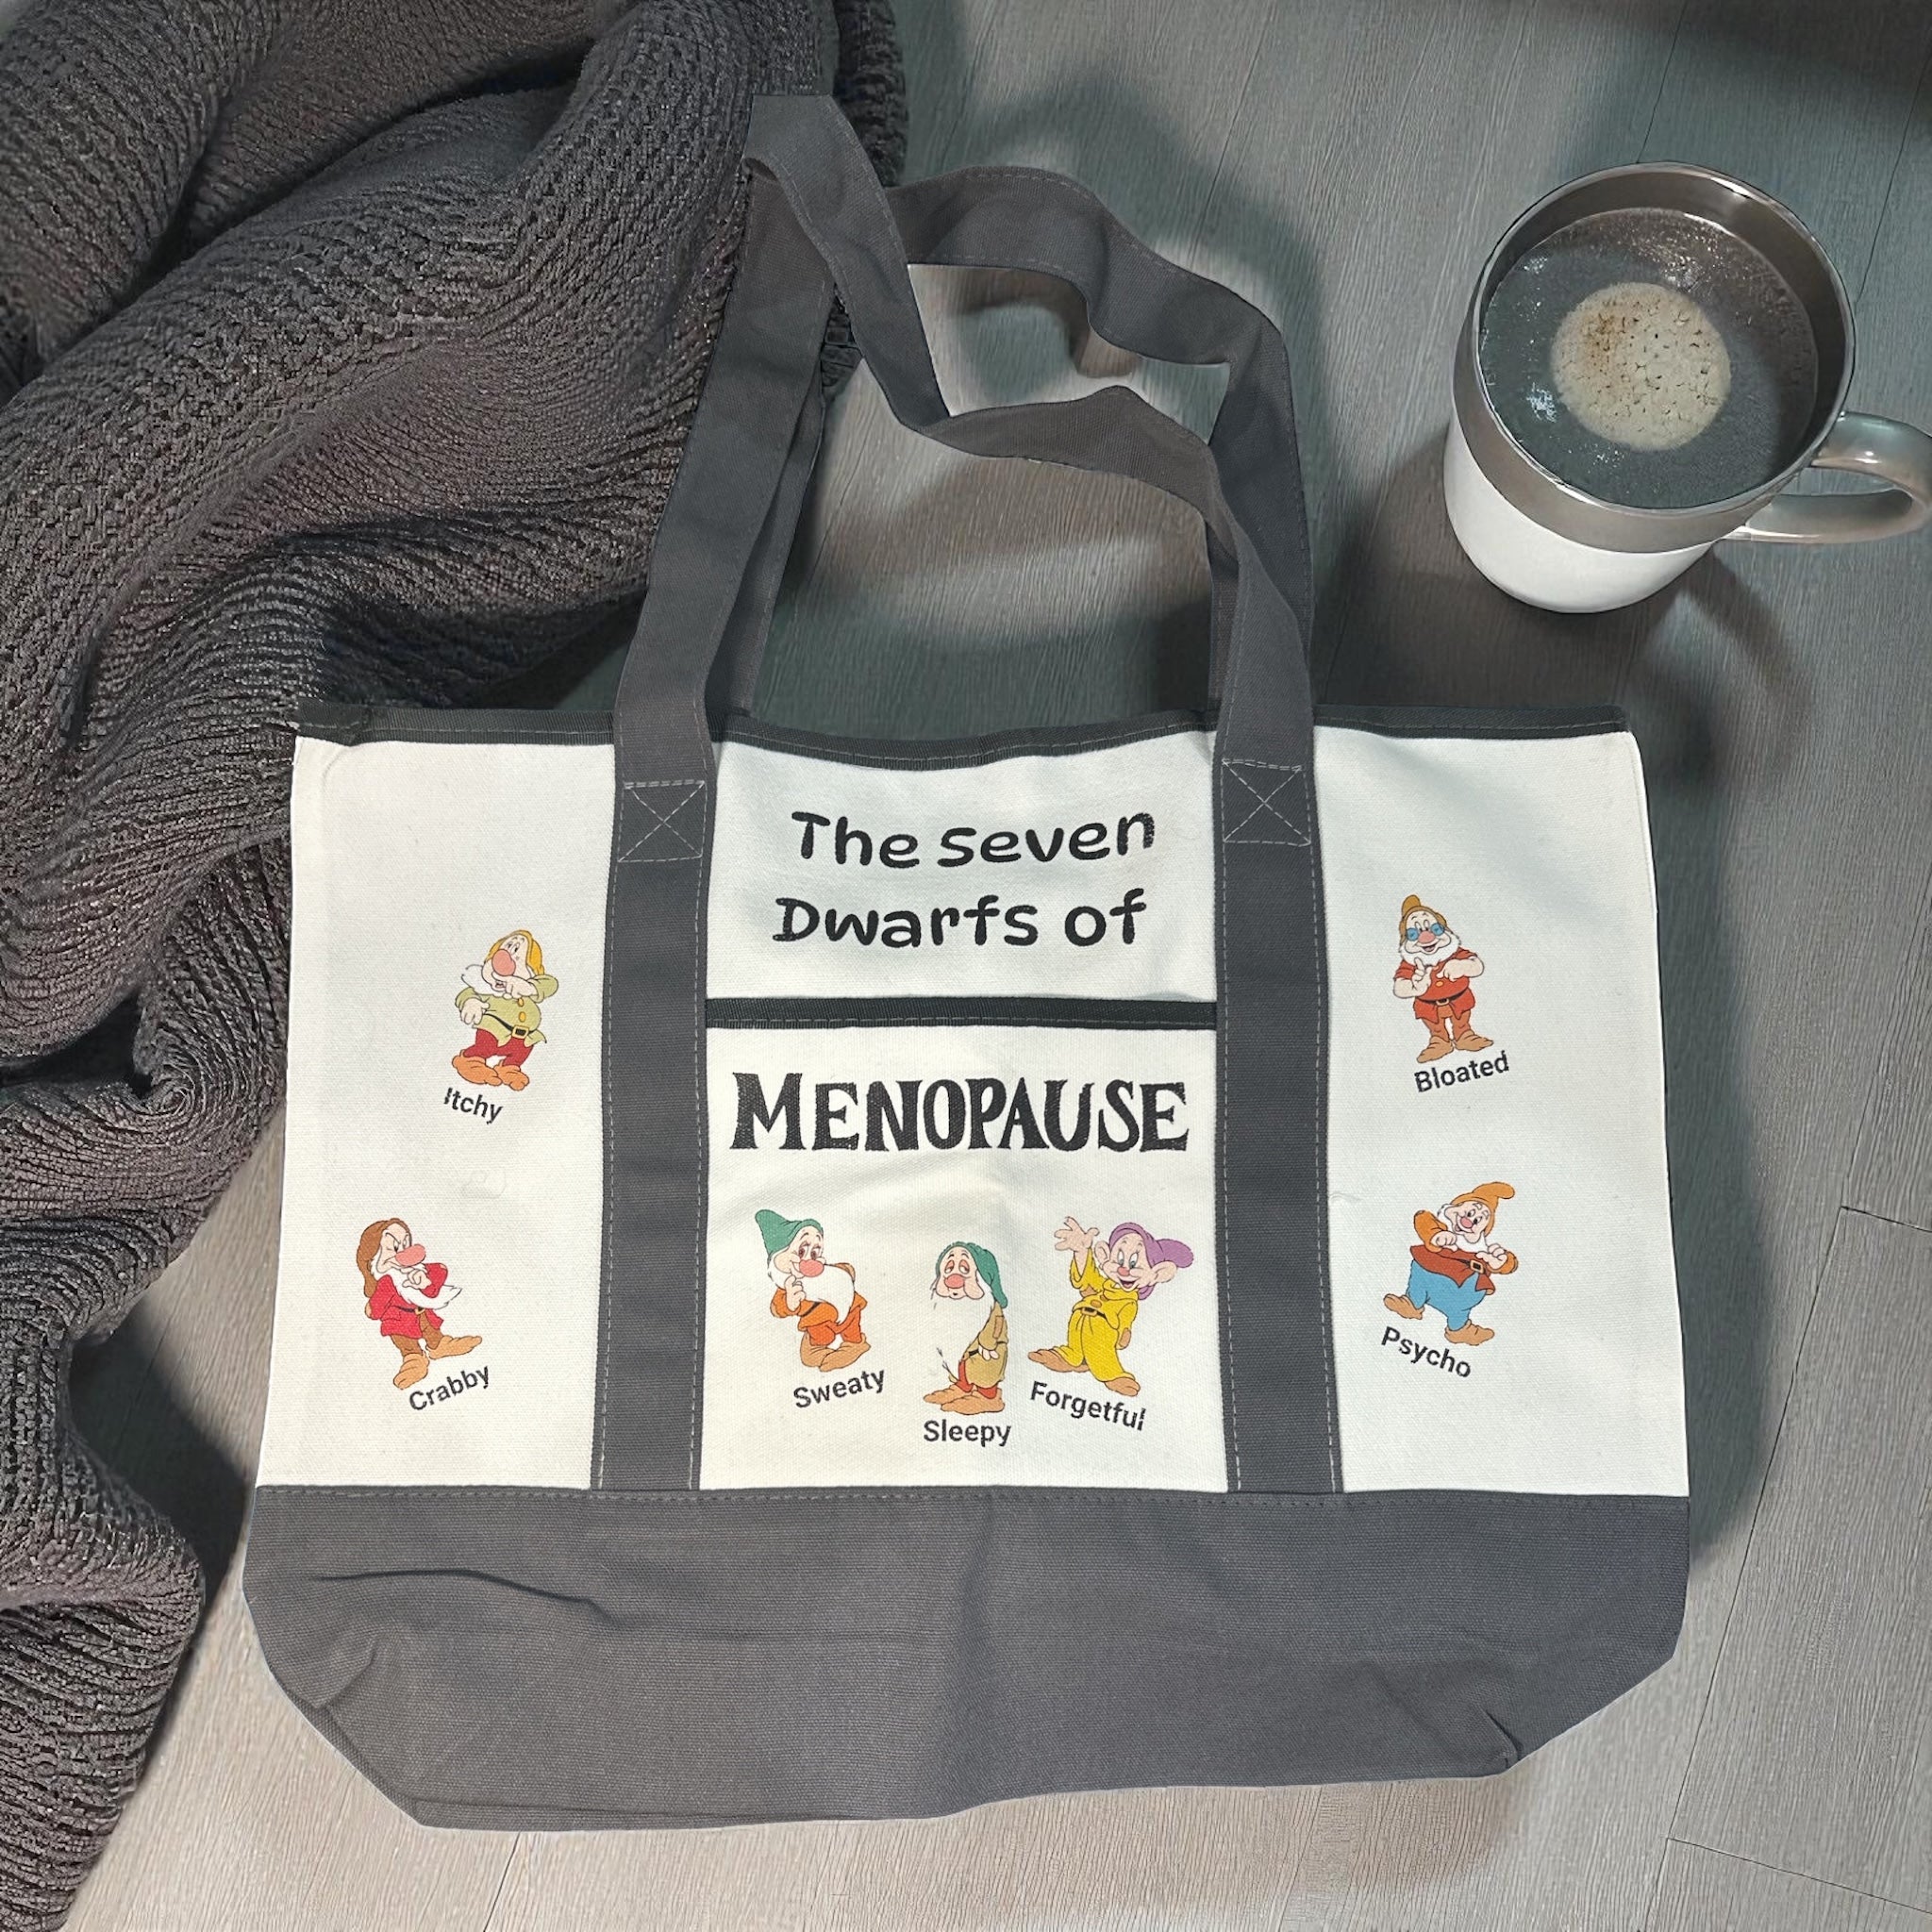 The Seven
Dwarfs of
MENOPAUSE
Itchy
Bloated
Crabby
Sweaty
Sleepy
Forgetful
Psycho